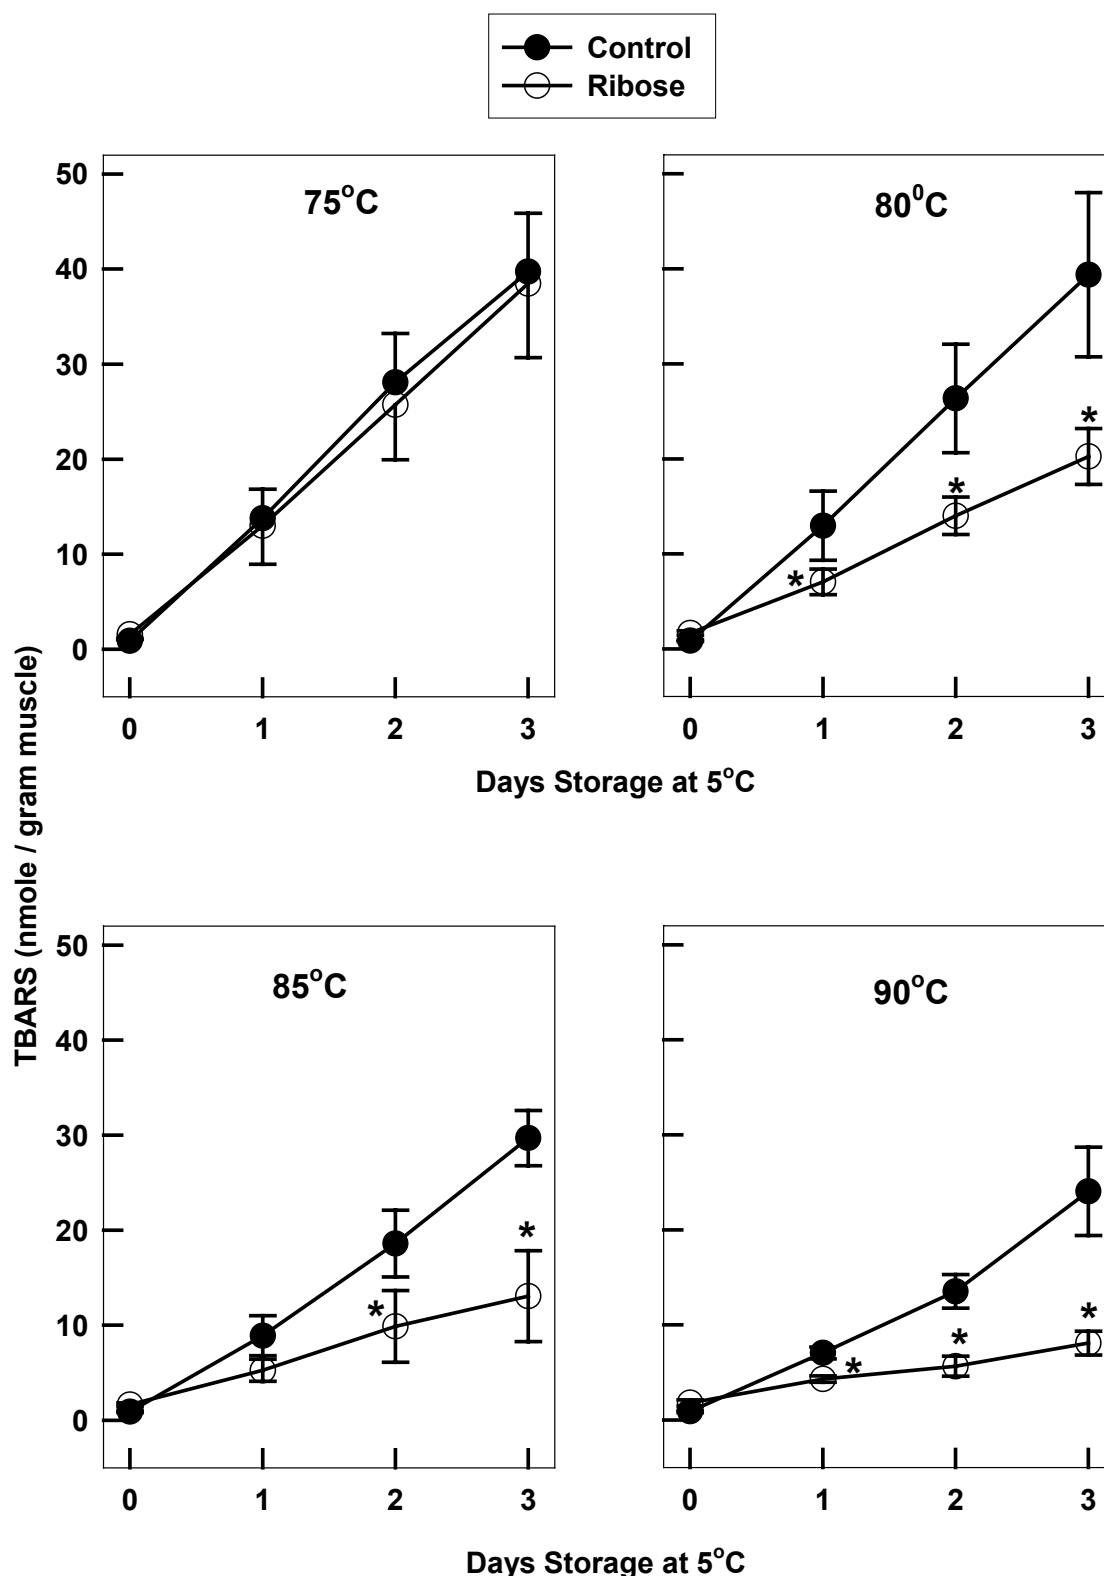 Control
Ribose
75°C
80⁰C
50
40
30
20
10
0
0 1 2 3
0 1 2 3
Days Storage at 5°C
TBARS (nmole / gram muscle)
85°C
90°C
50
40
30
20
10
0
*
*
*
*
*
*
*
*
0 1 2 3
0 1 2 3
Days Storage at 5°C